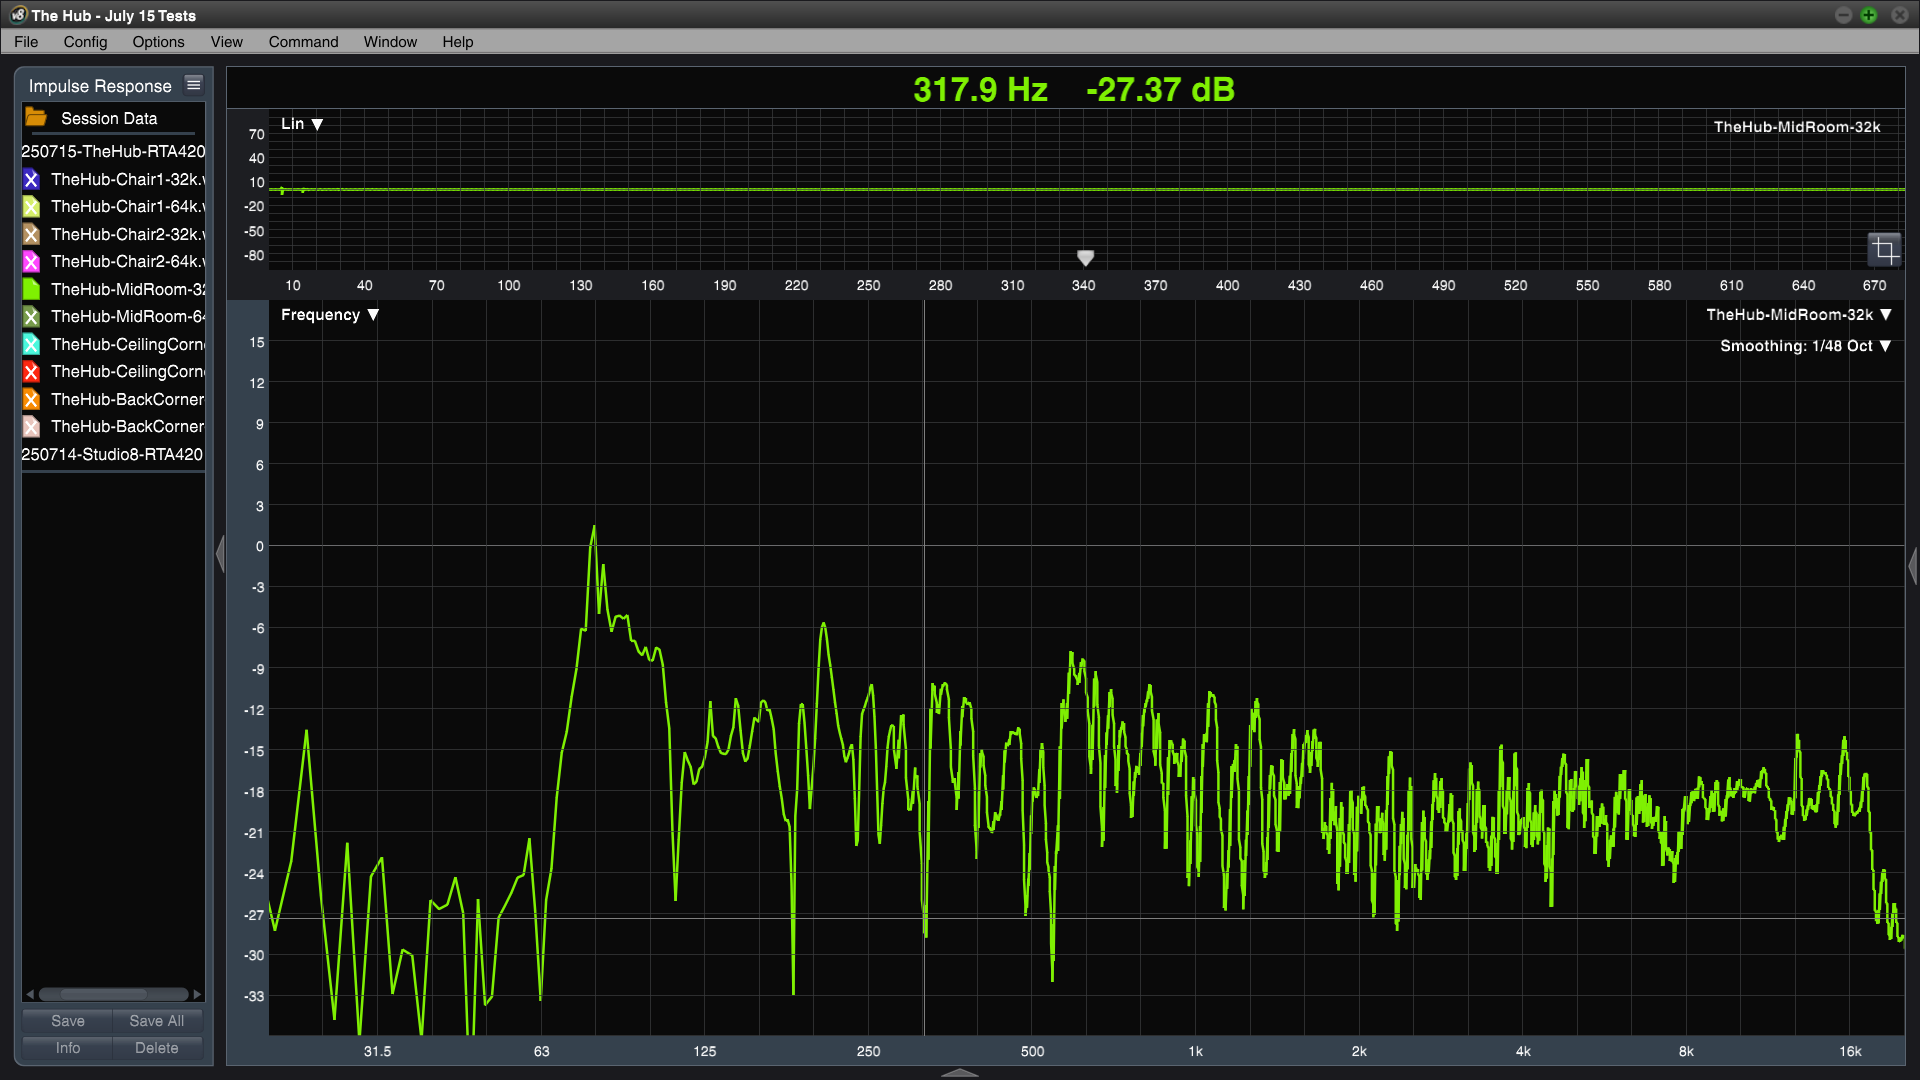 The Hub - July 15 Tests
File Config Options View Command Window Help
Impulse Response
Session Data
250715-TheHub-RTA420
TheHub-Chair1-32k.
TheHub-Chair1-64k.
TheHub-Chair2-32k.
TheHub-Chair2-64k.
TheHub-MidRoom-32
TheHub-MidRoom-64
TheHub-CeilingCorn
TheHub-CeilingCorn
TheHub-BackCorner
TheHub-BackCorner
250714-Studio8-RTA420
Save Save All
Info Delete
317.9 Hz -27.37 dB
Lin ▼
TheHub-MidRoom-32k
70
40
10
-20
-50
-80
10 40 70 100 130 160 190 220 250 280 310 340 370 400 430 460 490 520 550 580 610 640 670
Frequency ▼
TheHub-MidRoom-32k ▼
Smoothing: 1/48 Oct ▼
15
12
9
6
3
0
-3
-6
-9
-12
-15
-18
-21
-24
-27
-30
-33
31.5 63 125 250 500 1k 2k 4k 8k 16k